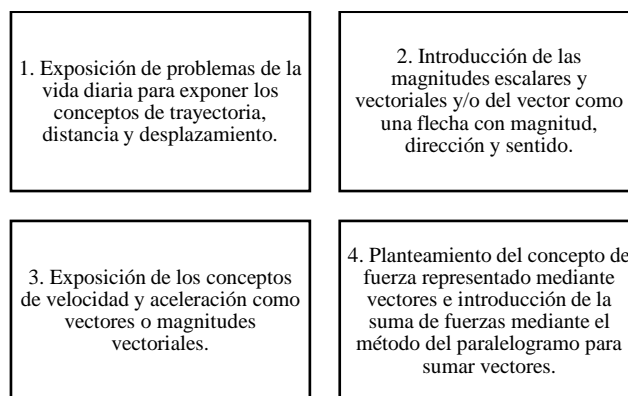 1. Exposición de problemas de la
vida diaria para exponer los
conceptos de trayectoria,
distancia y desplazamiento.
2. Introducción de las
magnitudes escalares y
vectoriales y/o del vector como
una flecha con magnitud,
dirección y sentido.
3. Exposición de los conceptos
de velocidad y aceleración como
vectores o magnitudes
vectoriales.
4. Planteamiento del concepto de
fuerza representado mediante
vectores e introducción de la
suma de fuerzas mediante el
método del paralelogramo para
sumar vectores.